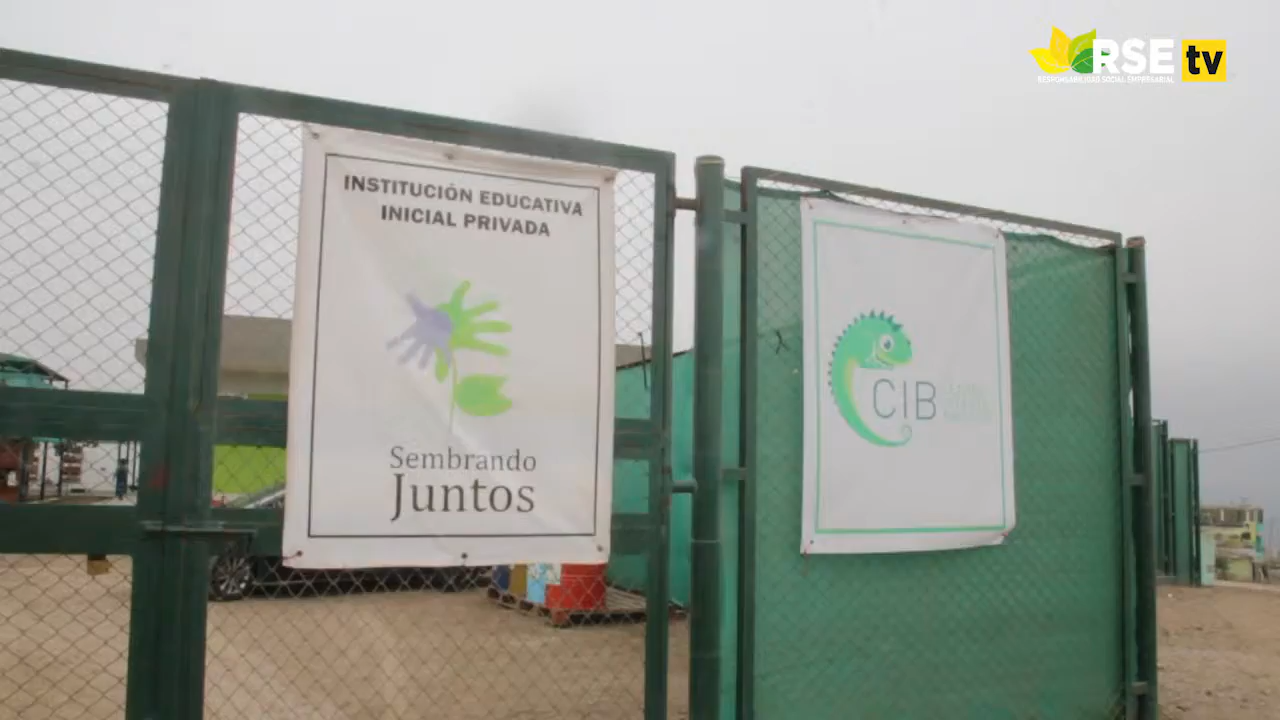 RSE tv
RESPONSABILIDAD SOCIAL EMPRESARIAL
INSTITUCIÓN EDUCATIVA
INICIAL PRIVADA
Sembrando
Juntos
CIB